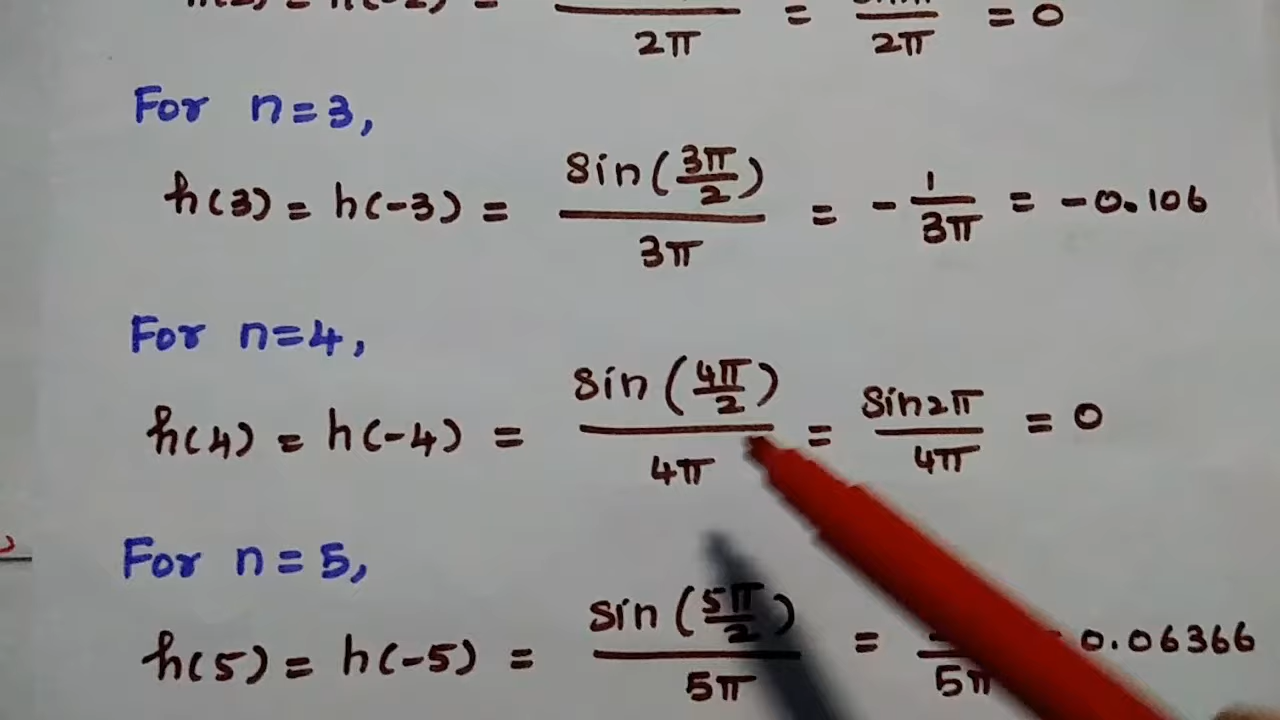 2π = 2π = 0
For n=3,
h(3) = h(-3) = sin(3π/2) / 3π = - 1/3π = -0.106
For n=4,
h(4) = h(-4) = sin(4π/2) / 4π = sin2π / 4π = 0
For n=5,
h(5) = h(-5) = sin(5π/2) / 5π = 5π 0.06366